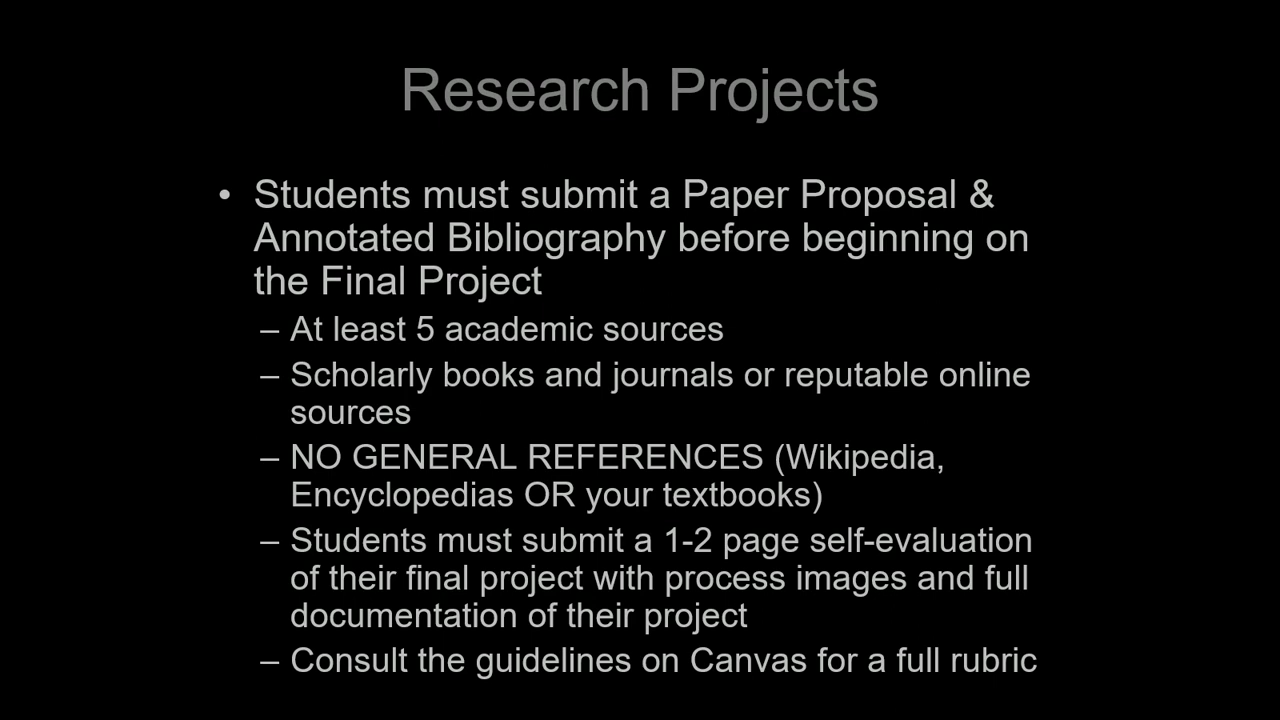 Research Projects
• Students must submit a Paper Proposal &
Annotated Bibliography before beginning on
the Final Project
– At least 5 academic sources
– Scholarly books and journals or reputable online
sources
– NO GENERAL REFERENCES (Wikipedia,
Encyclopedias OR your textbooks)
– Students must submit a 1-2 page self-evaluation
of their final project with process images and full
documentation of their project
– Consult the guidelines on Canvas for a full rubric